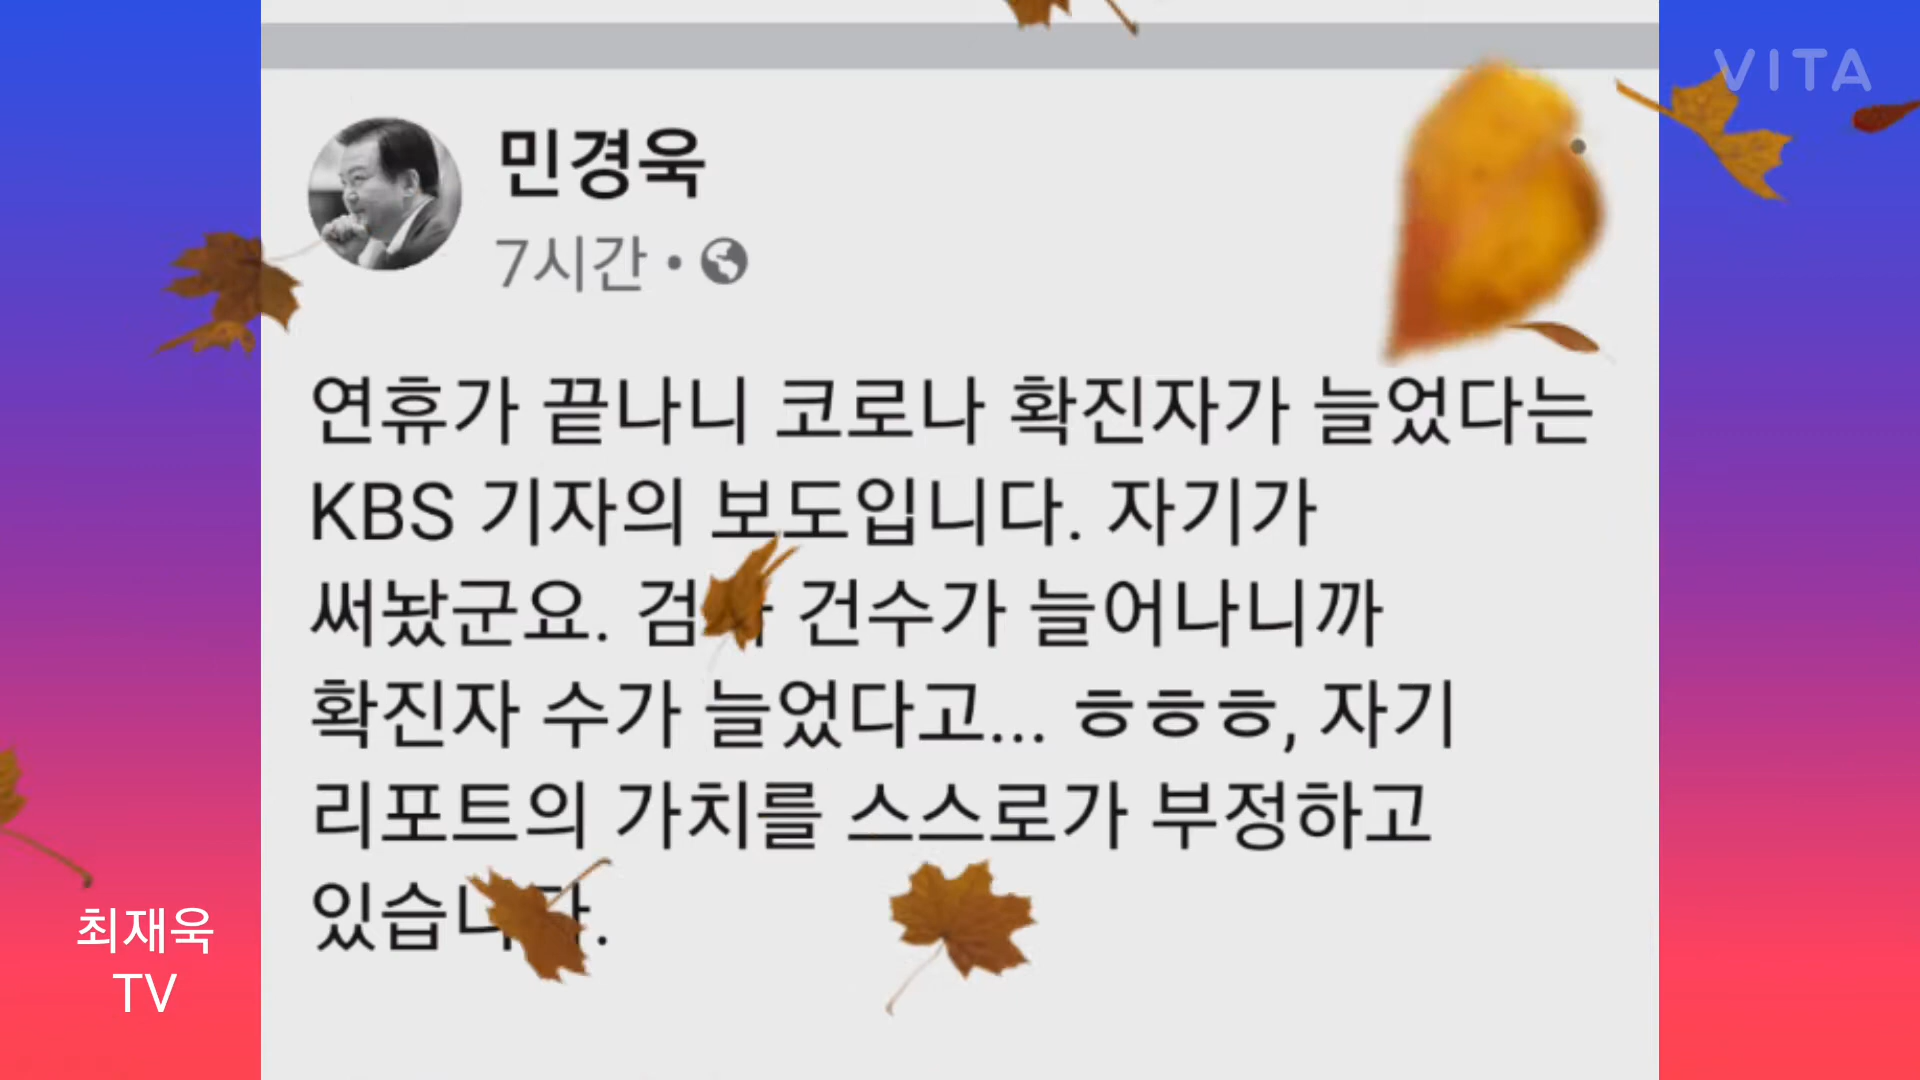 VITA
민경욱
7시간 •
연휴가 끝나니 코로나 확진자가 늘었다는
KBS 기자의 보도입니다. 자기가
써놨군요. 건수가 늘어나니까
확진자 수가 늘었다고... ㅎㅎㅎ, 자기
리포트의 가치를 스스로가 부정하고
있습니다.
최재욱
TV